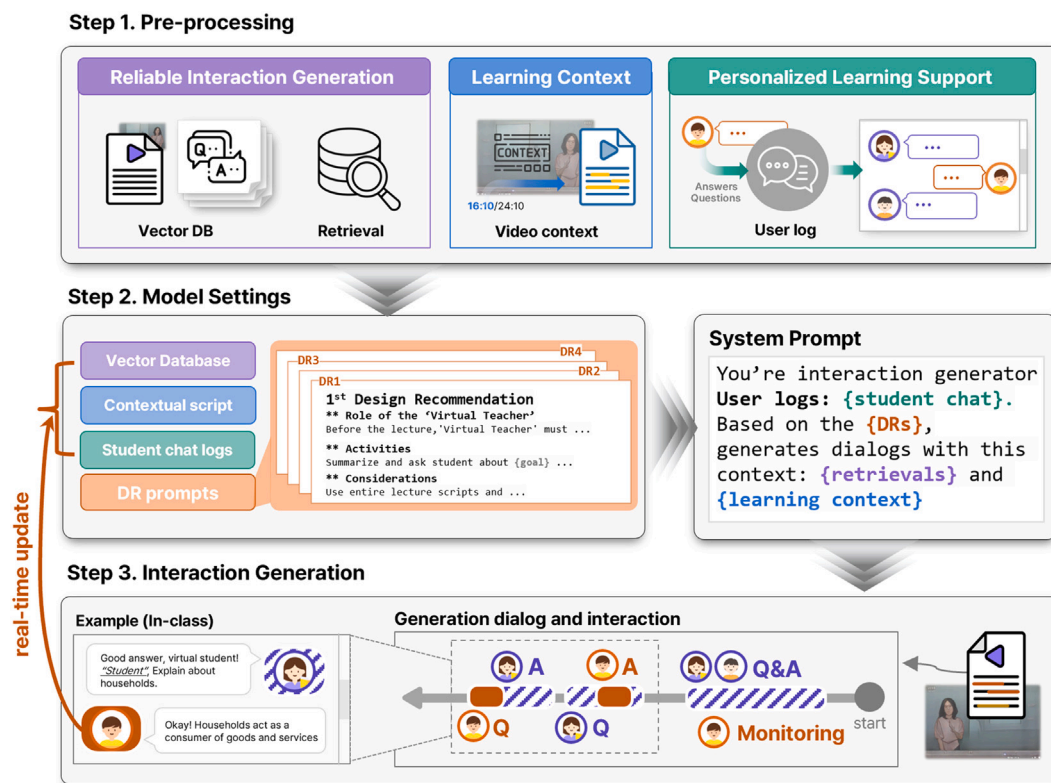 Step 1. Pre-processing
Reliable Interaction Generation
Learning Context
Personalized Learning Support
Q
A
Vector DB
Retrieval
CONTEXT
16:10/24:10
Video context
Answers
Questions
User log
Step 2. Model Settings
Vector Database
Contextual script
Student chat logs
DR prompts
DR4
DR3
DR2
DR1
1st Design Recommendation
** Role of the ‘Virtual Teacher’
Before the lecture,'Virtual Teacher' must ...
** Activities
Summarize and ask student about {goal} ...
** Considerations
Use entire lecture scripts and ...
System Prompt
You’re interaction generator
User logs: {student chat}.
Based on the {DRs},
generates dialogs with this
context: {retrievals} and
{learning context}
real-time update
Step 3. Interaction Generation
Example (In-class)
Good answer, virtual student!
“Student”, Explain about
households.
Okay! Households act as a
consumer of goods and services
Generation dialog and interaction
A
A
Q&A
Q
Q
Monitoring
start